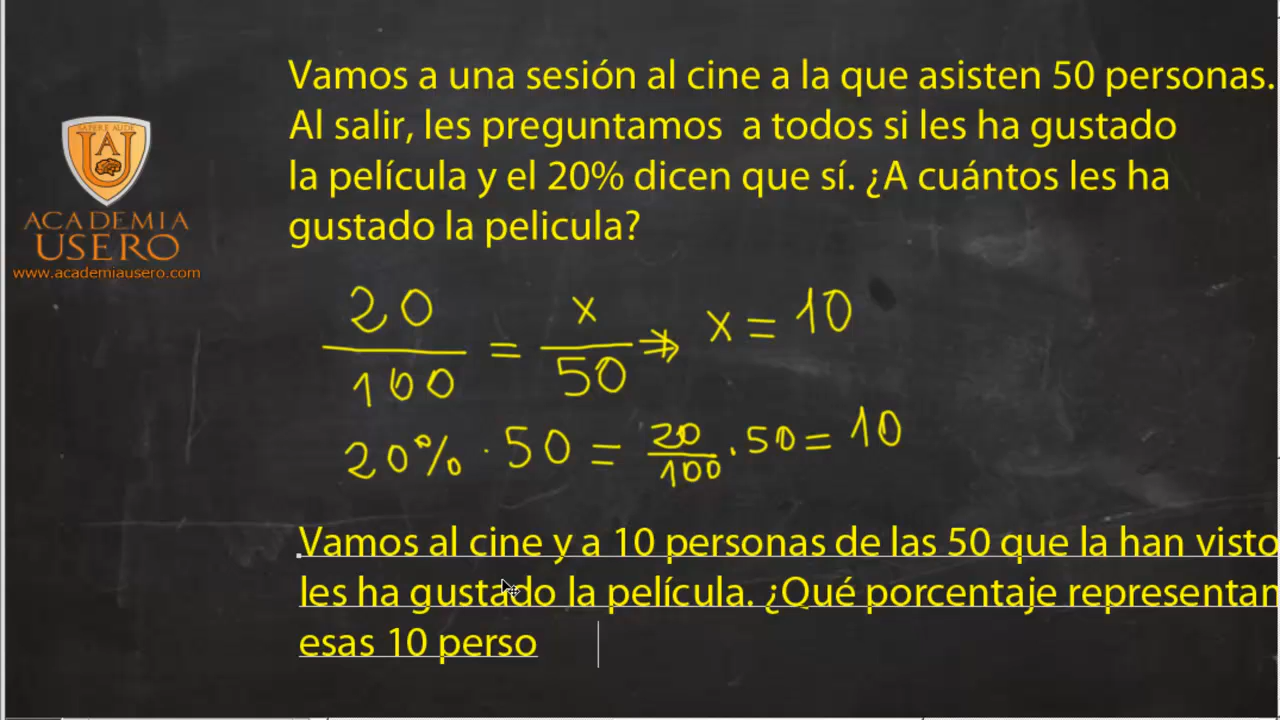 Vamos a una sesión al cine a la que asisten 50 personas.
Al salir, les preguntamos a todos si les ha gustado
la película y el 20% dicen que sí. ¿A cuántos les ha
gustado la pelicula?
SAPERE AUDE
UA
ACADEMIA
USERO
www.academiausero.com
20/100 = x/50 ⇒ x = 10
20% · 50 = 20/100 · 50 = 10
Vamos al cine y a 10 personas de las 50 que la han visto
les ha gustado la película. ¿Qué porcentaje representan
esas 10 perso